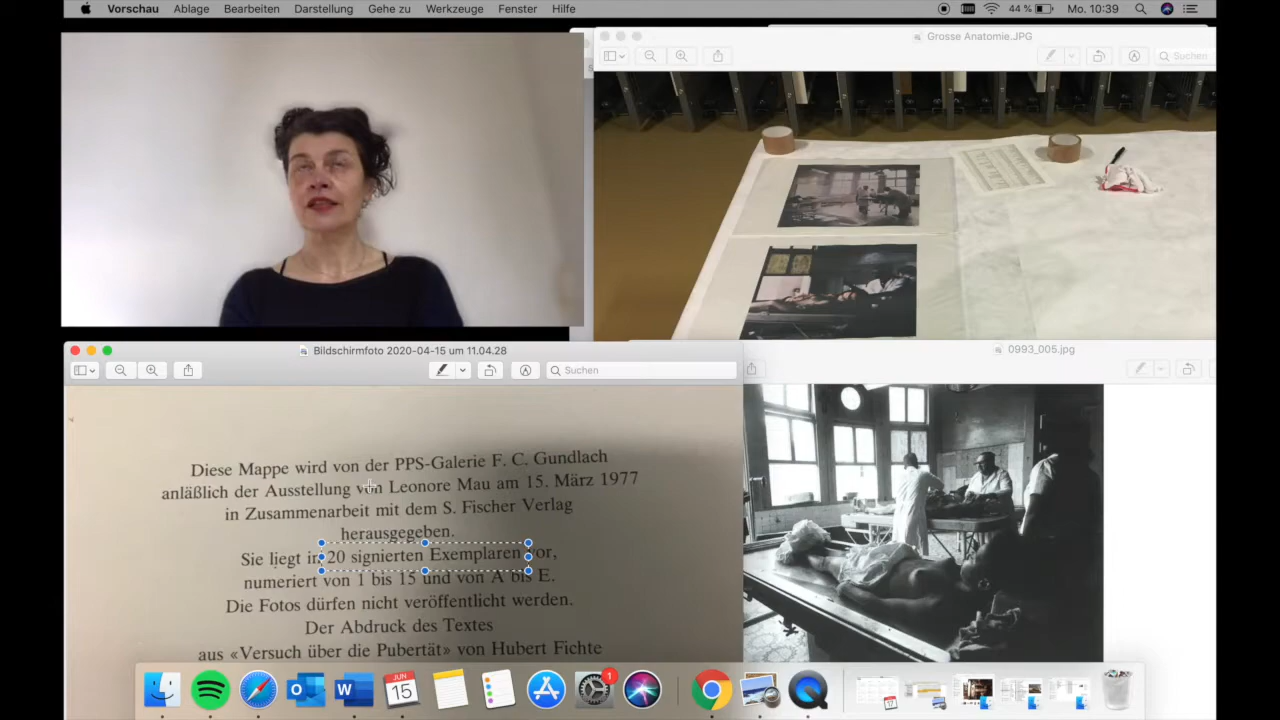 Vorschau Ablage Bearbeiten Darstellung Gehe zu Werkzeuge Fenster Hilfe 44 % Mo. 10:39
Grosse Anatomie.JPG
Suchen
Bildschirmfoto 2020-04-15 um 11.04.28
Suchen
0993_005.jpg
Diese Mappe wird von der PPS-Galerie F. C. Gundlach
anläßlich der Ausstellung von Leonore Mau am 15. März 1977
in Zusammenarbeit mit dem S. Fischer Verlag
herausgegeben.
Sie liegt in 20 signierten Exemplaren vor,
numeriert von 1 bis 15 und von A bis E.
Die Fotos dürfen nicht veröffentlicht werden.
Der Abdruck des Textes
aus «Versuch über die Pubertät» von Hubert Fichte
JUN
15
1
17